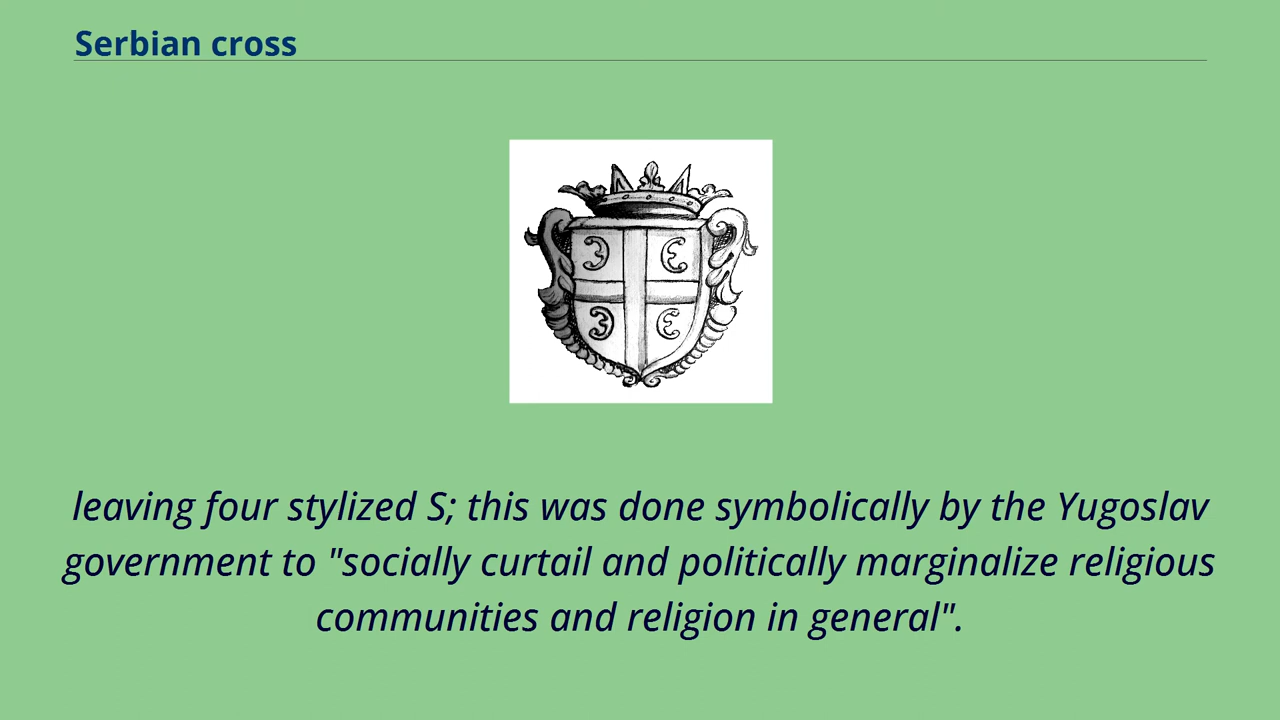 Serbian cross
leaving four stylized S; this was done symbolically by the Yugoslav
government to "socially curtail and politically marginalize religious
communities and religion in general".